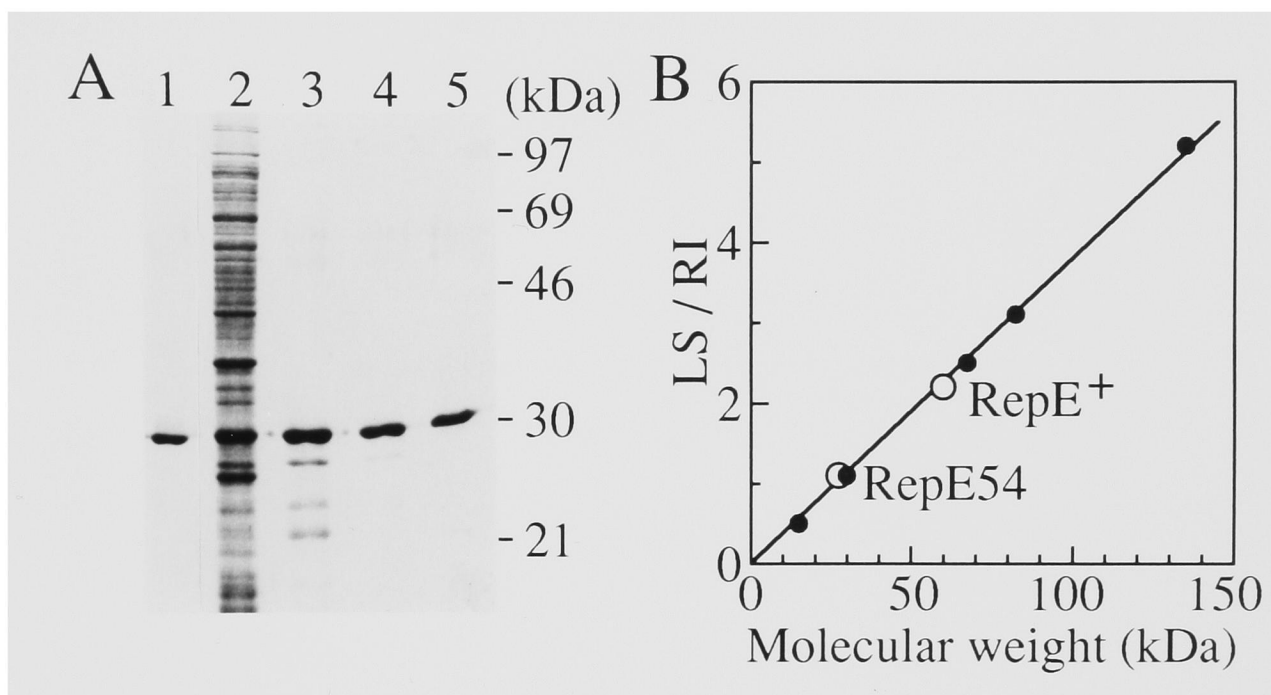 A
1 2 3 4 5 (kDa)
- 97
- 69
- 46
- 30
- 21
B
6
4
2
0
LS / RI
RepE+
RepE54
0 50 100 150
Molecular weight (kDa)